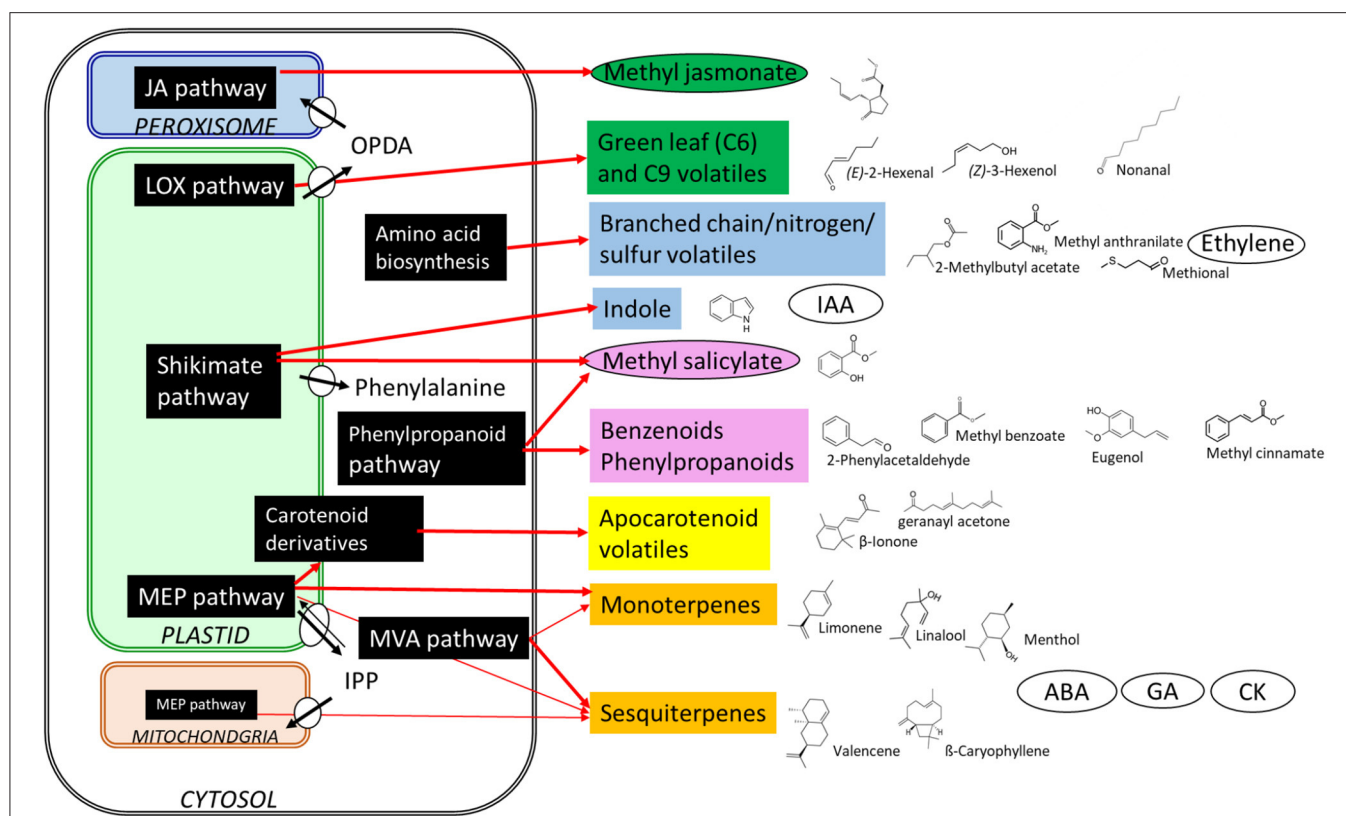 JA pathway
PEROXISOME
OPDA
LOX pathway
Amino acid
biosynthesis
Shikimate
pathway
Phenylalanine
Phenylpropanoid
pathway
Carotenoid
derivatives
MEP pathway
PLASTID
MVA pathway
IPP
MEP pathway
MITOCHONDGRIA
CYTOSOL
Methyl jasmonate
Green leaf (C6)
and C9 volatiles
(E)-2-Hexenal
OH
(Z)-3-Hexenol
Nonanal
O
O
O
O
O
Branched chain/nitrogen/
sulfur volatiles
O
O
2-Methylbutyl acetate
O
O
NH2
Methyl anthranilate
S
O
Methional
Ethylene
Indole
N
H
IAA
Methyl salicylate
O
O
OH
Benzenoids
Phenylpropanoids
O
2-Phenylacetaldehyde
O
O
Methyl benzoate
HO
O
Eugenol
O
O
Methyl cinnamate
Apocarotenoid
volatiles
O
β-Ionone
O
geranayl acetone
Monoterpenes
Limonene
OH
Linalool
OH
Menthol
ABA
GA
CK
Sesquiterpenes
Valencene
H
H
ß-Caryophyllene